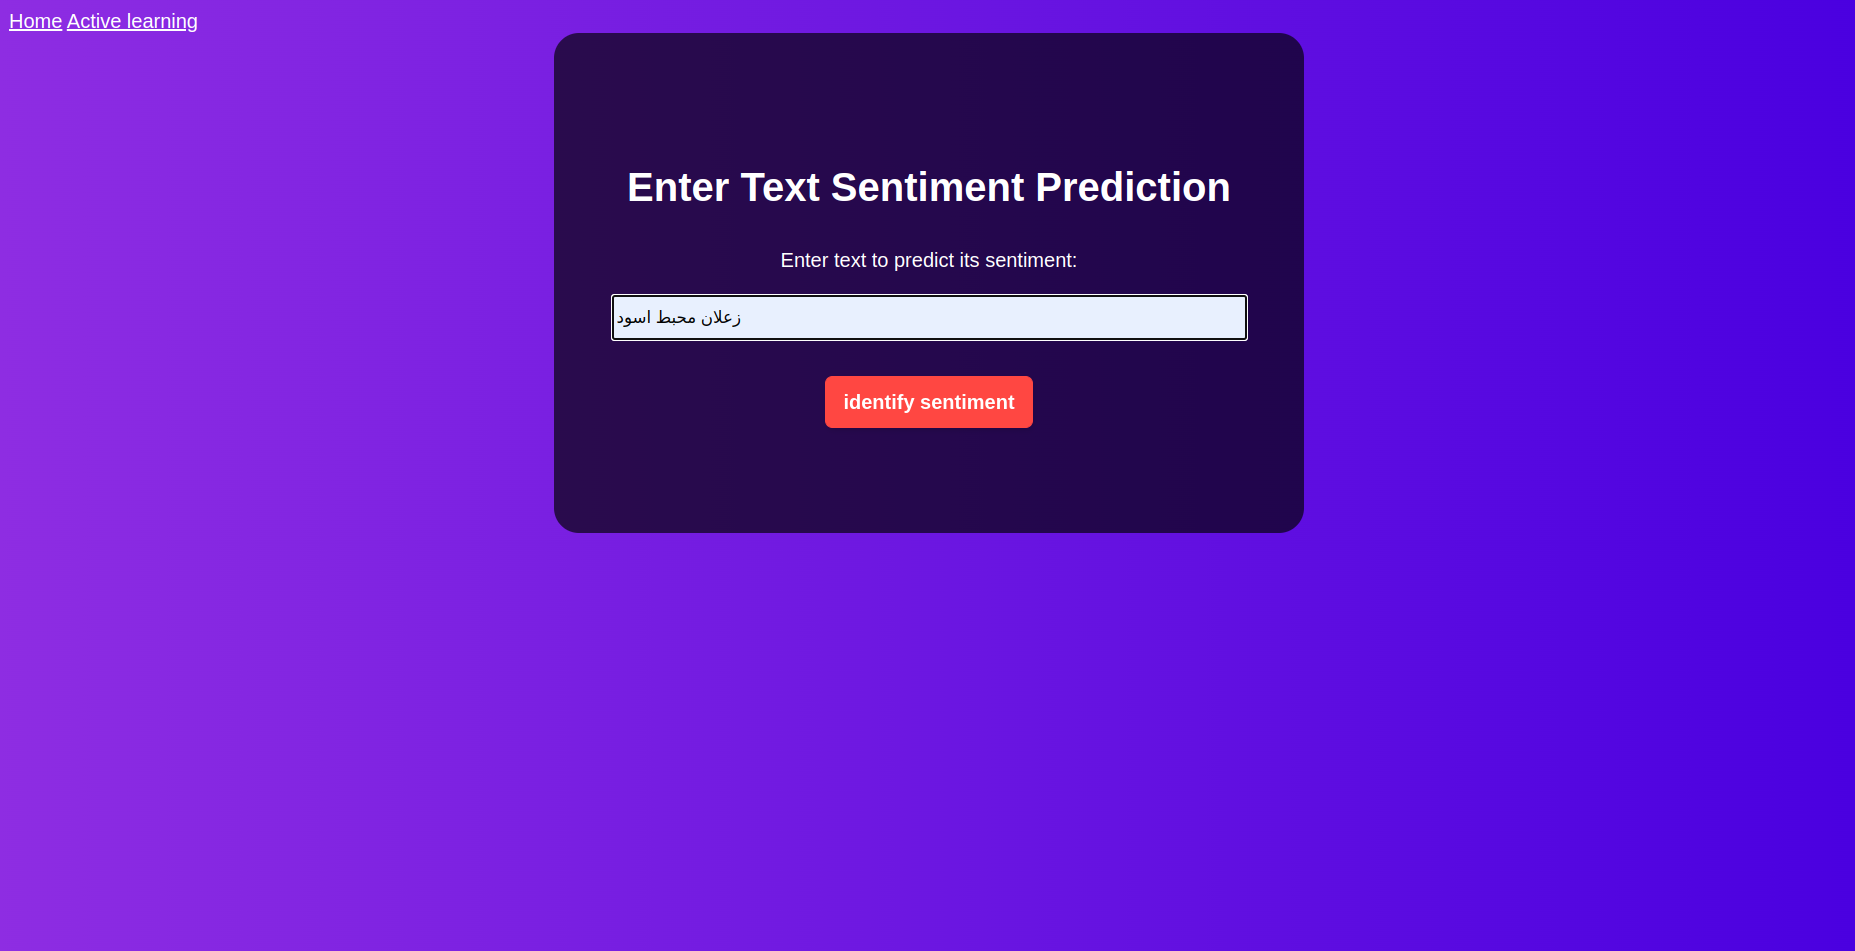 Home Active learning
Enter Text Sentiment Prediction
Enter text to predict its sentiment:
زعلان محبط اسود
identify sentiment